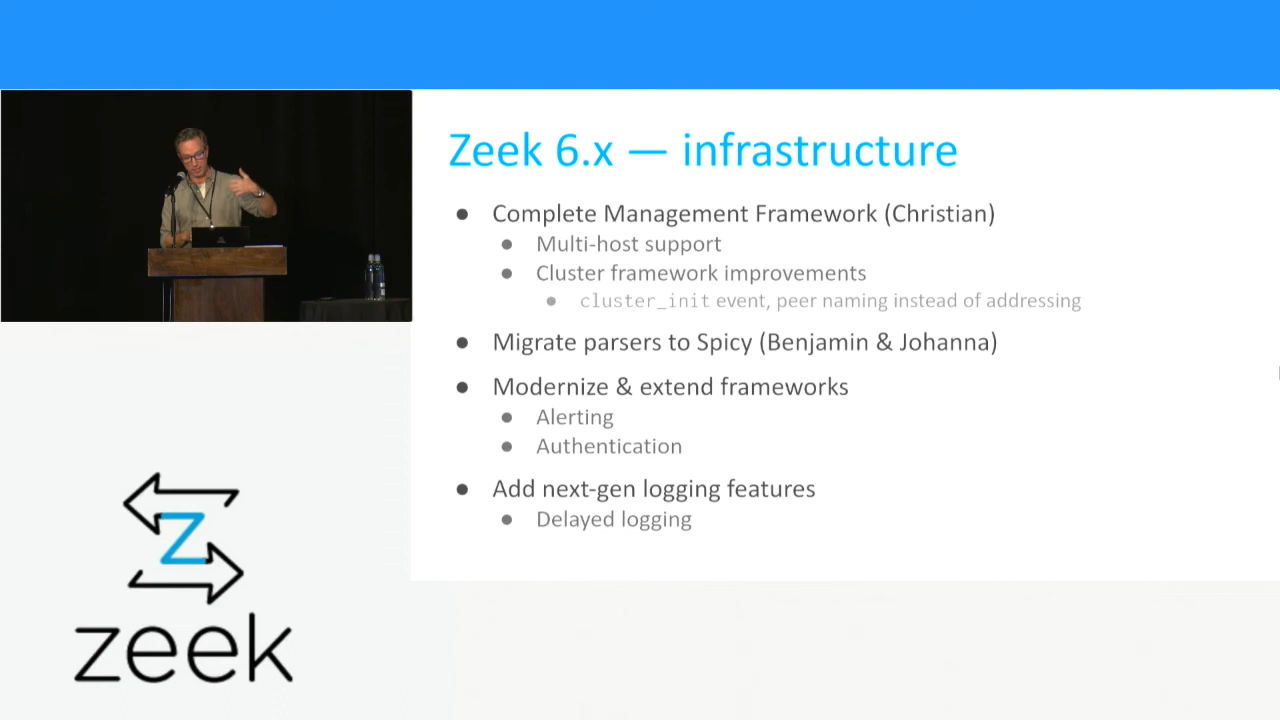 Zeek 6.x — infrastructure
● Complete Management Framework (Christian)
● Multi-host support
● Cluster framework improvements
● cluster_init event, peer naming instead of addressing
● Migrate parsers to Spicy (Benjamin & Johanna)
● Modernize & extend frameworks
● Alerting
● Authentication
● Add next-gen logging features
● Delayed logging
Z
zeek